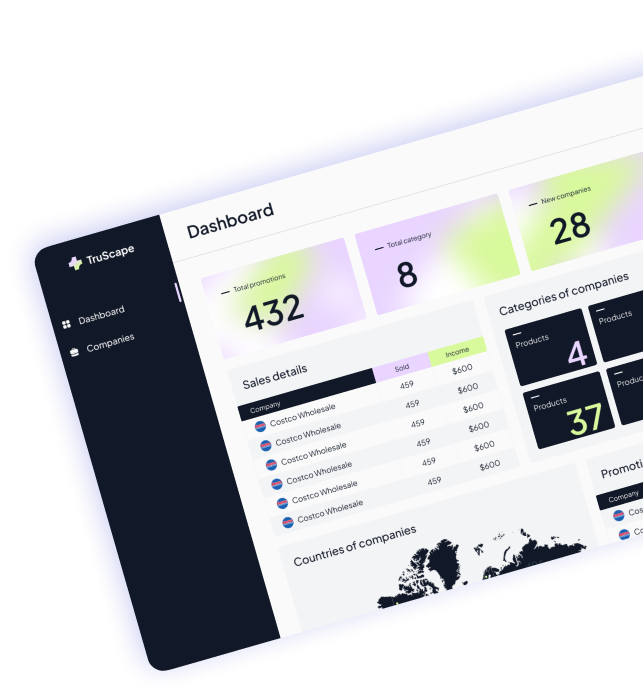 TruScape
Dashboard
Companies
Dashboard
Total promotions
432
Total category
8
New companies
28
Sales details
Company Sold Income
Costco Wholesale 459 $600
Costco Wholesale 459 $600
Costco Wholesale 459 $600
Costco Wholesale 459 $600
Costco Wholesale 459 $600
Costco Wholesale 459 $600
Categories of companies
Products
4
Products
Products
37
Produc
Countries of companies
Promoti
Company
Cos
Co